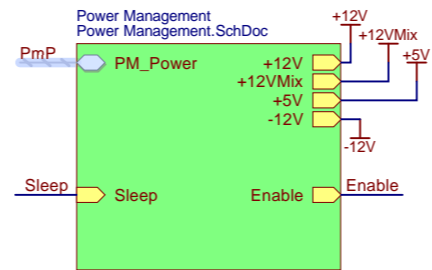 Power Management
Power Management.SchDoc
+12V
+12VMix
+5V
PmP
PM_Power
+12V
+12VMix
+5V
-12V
-12V
Sleep
Sleep
Enable
Enable